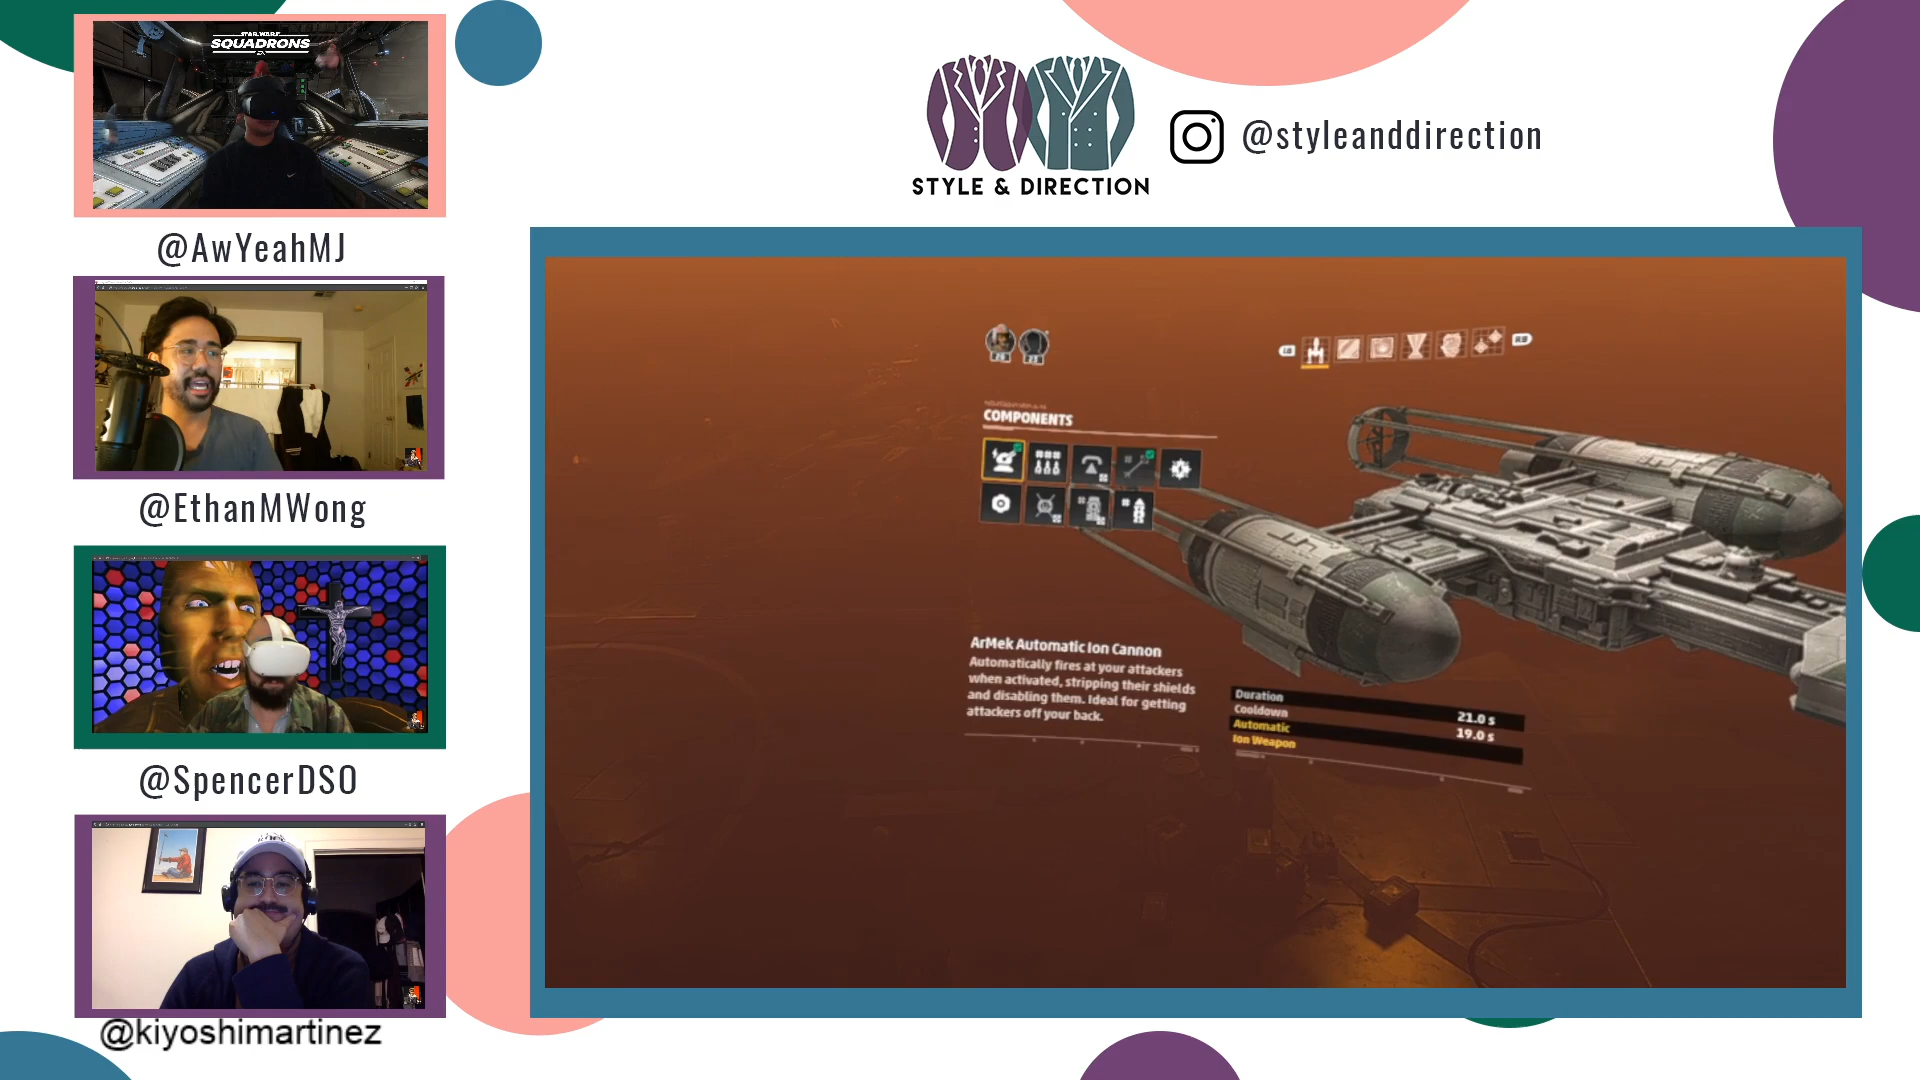 STAR WARS
SQUADRONS
@AwYeahMJ
@EthanMWong
@SpencerDSO
@kiyoshimartinez
STYLE & DIRECTION
@styleanddirection
COMPONENTS
ArMek Automatic Ion Cannon
Automatically fires at your attackers
when activated, stripping their shields
and disabling them. Ideal for getting
attackers off your back.
Duration 21.0 s
Cooldown 19.0 s
Automatic
Ion Weapon